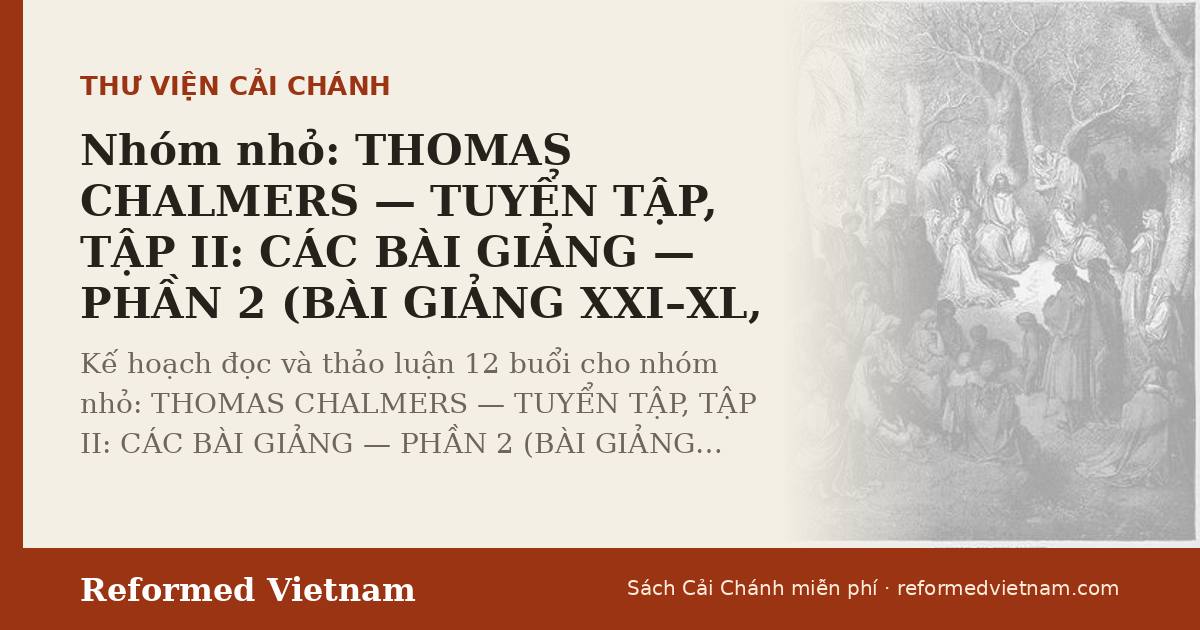 THƯ VIỆN CẢI CHÁNH
Nhóm nhỏ: THOMAS
CHALMERS — TUYỂN TẬP,
TẬP II: CÁC BÀI GIẢNG —
PHẦN 2 (BÀI GIẢNG XXI–XL,
Kế hoạch đọc và thảo luận 12 buổi cho nhóm
nhỏ: THOMAS CHALMERS — TUYỂN TẬP, TẬP
II: CÁC BÀI GIẢNG — PHẦN 2 (BÀI GIẢNG…
Reformed Vietnam
Sách Cải Chánh miễn phí · reformedvietnam.com